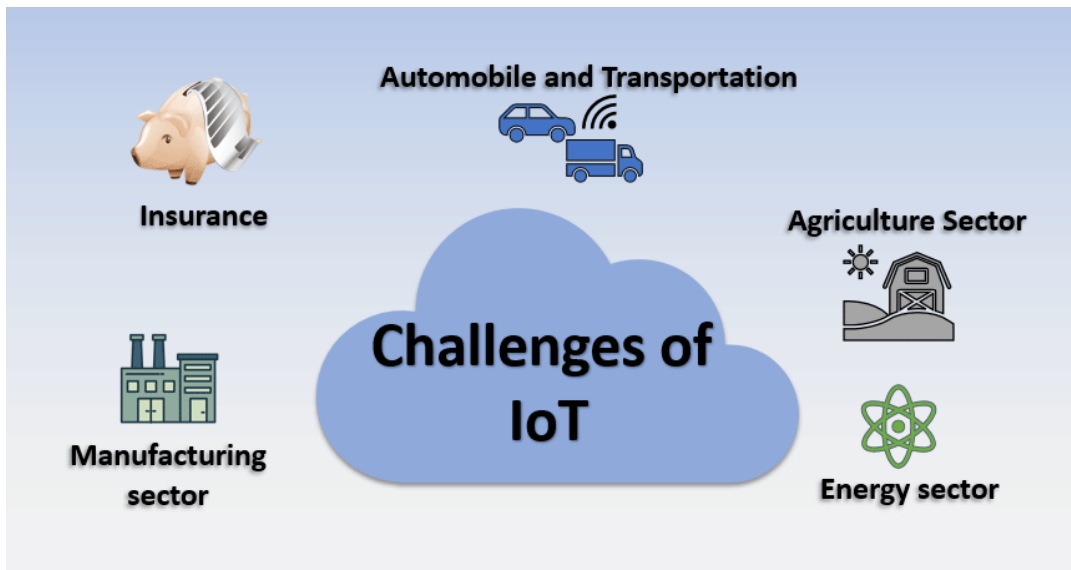 Automobile and Transportation
Insurance
Agriculture Sector
Challenges of
IoT
Manufacturing
sector
Energy sector